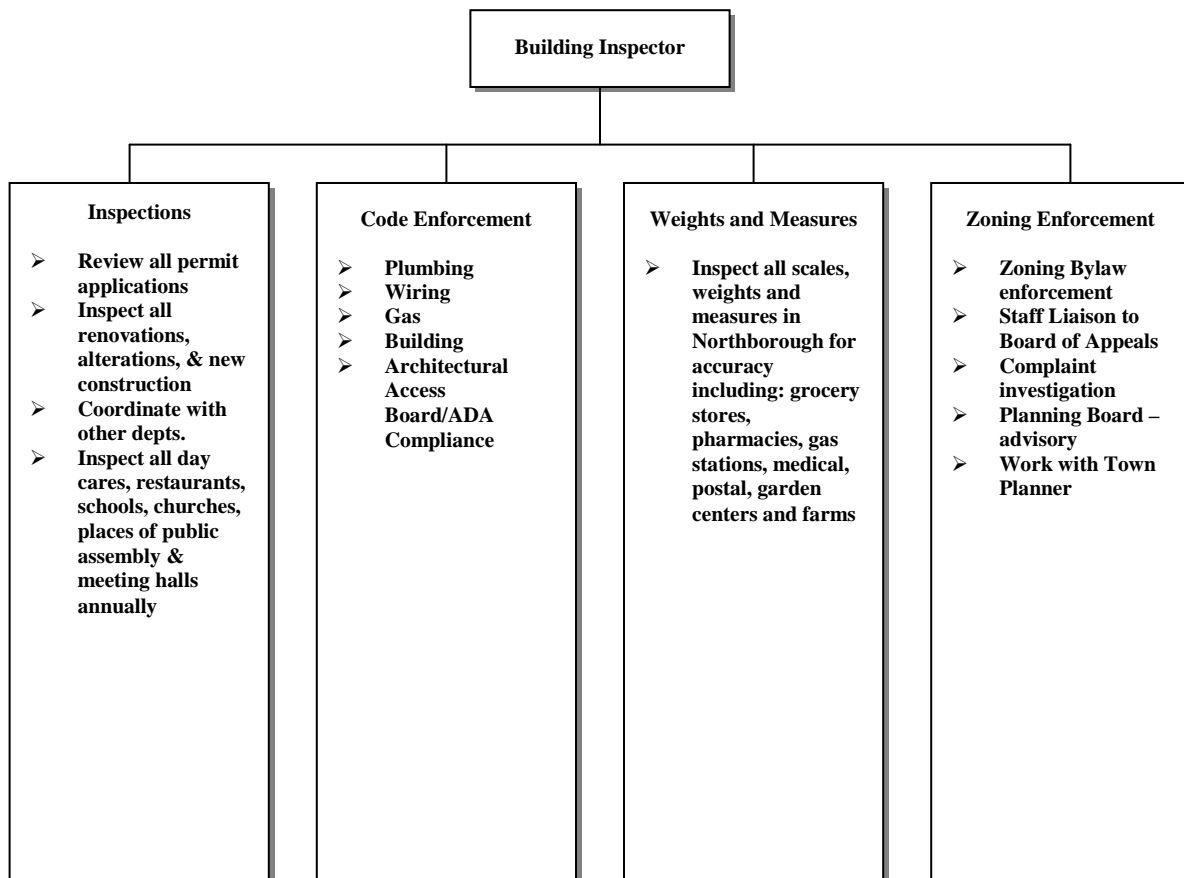 Building Inspector
Inspections
➢ Review all permit
applications
➢ Inspect all
renovations,
alterations, & new
construction
➢ Coordinate with
other depts.
➢ Inspect all day
cares, restaurants,
schools, churches,
places of public
assembly &
meeting halls
annually
Code Enforcement
➢ Plumbing
➢ Wiring
➢ Gas
➢ Building
➢ Architectural
Access
Board/ADA
Compliance
Weights and Measures
➢ Inspect all scales,
weights and
measures in
Northborough for
accuracy
including: grocery
stores,
pharmacies, gas
stations, medical,
postal, garden
centers and farms
Zoning Enforcement
➢ Zoning Bylaw
enforcement
➢ Staff Liaison to
Board of Appeals
➢ Complaint
investigation
➢ Planning Board –
advisory
➢ Work with Town
Planner